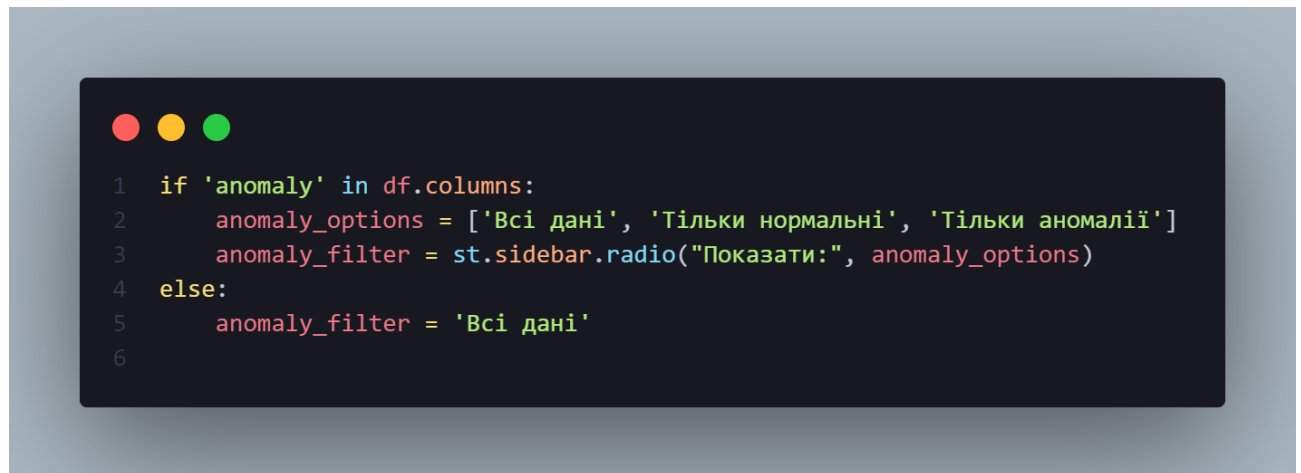 1 if 'anomaly' in df.columns:
2     anomaly_options = ['Всі дані', 'Тільки нормальні', 'Тільки аномалії']
3     anomaly_filter = st.sidebar.radio("Показати:", anomaly_options)
4 else:
5     anomaly_filter = 'Всі дані'
6